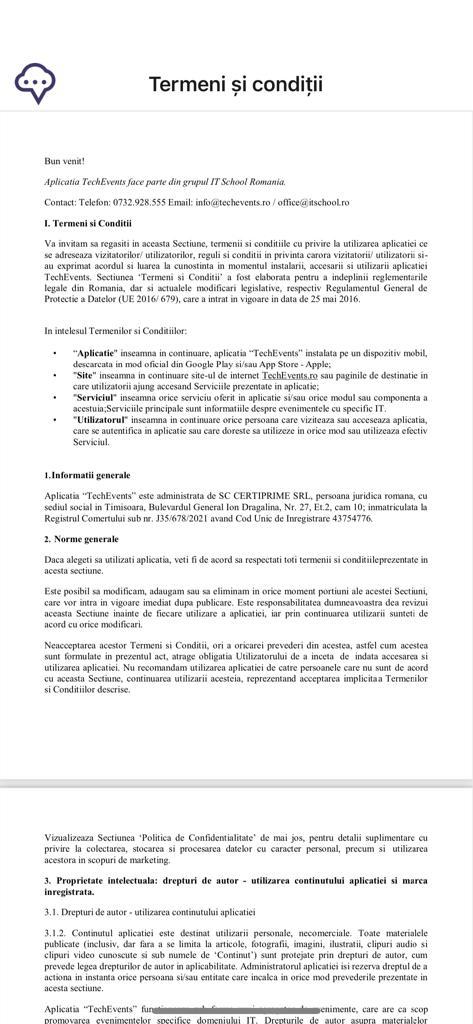 Termeni și condiții
Bun venit!
Aplicatia TechEvents face parte din grupul IT School Romania.
Contact: Telefon: 0732.928.555 Email: info@techevents.ro / office@itschool.ro
I. Termeni si Conditii
Va invitam sa regasiti in aceasta Sectiune, termenii si conditiile cu privire la utilizarea aplicatiei ce
se adreseaza vizitatorilor/ utilizatorilor, reguli si conditii in privinta carora vizitatorii/ utilizatorii si-
au exprimat acordul si luarea la cunostinta in momentul instalarii, accesarii si utilizarii aplicatiei
TechEvents. Sectiunea ‘Termeni si Conditii’ a fost elaborata pentru a indeplinii reglementarile
legale din Romania, dar si actualele modificari legislative, respectiv Regulamentul General de
Protectie a Datelor (UE 2016/ 679), care a intrat in vigoare in data de 25 mai 2016.
In intelesul Termenilor si Conditiilor:
• “Aplicatie" inseamna in continuare, aplicatia “TechEvents” instalata pe un dispozitiv mobil,
descarcata in mod oficial din Google Play si/sau App Store - Apple;
• "Site" inseamna in continuare site-ul de internet TechEvents.ro sau paginile de destinatie in
care utilizatorii ajung accesand Serviciile prezentate in aplicatie;
• "Serviciul" inseamna orice serviciu oferit in aplicatie si/sau orice modul sau componenta a
acestuia;Serviciile principale sunt informatiile despre evenimentele cu specific IT.
• "Utilizatorul" inseamna in continuare orice persoana care viziteaza sau acceseaza aplicatia,
care se autentifica in aplicatie sau care doreste sa utilizeze in orice mod sau utilizeaza efectiv
Serviciul.
1.Informatii generale
Aplicatia “TechEvents” este administrata de SC CERTIPRIME SRL, persoana juridica romana, cu
sediul social in Timisoara, Bulevardul General Ion Dragalina, Nr. 27, Et.2, cam 10; inmatriculata la
Registrul Comertului sub nr. J35/678/2021 avand Cod Unic de Inregistrare 43754776.
2. Norme generale
Daca alegeti sa utilizati aplicatia, veti fi de acord sa respectati toti termenii si conditiileprezentate in
acesta sectiune.
Este posibil sa modificam, adaugam sau sa eliminam in orice moment portiuni ale acestei Sectiuni,
care vor intra in vigoare imediat dupa publicare. Este responsabilitatea dumneavoastra dea revizui
aceasta Sectiune inainte de fiecare utilizare a aplicatiei, iar prin continuarea utilizarii sunteti de
acord cu orice modificari.
Neacceptarea acestor Termeni si Conditii, ori a oricarei prevederi din acestea, astfel cum acestea
sunt formulate in prezentul act, atrage obligatia Utilizatorului de a inceta de indata accesarea si
utilizarea aplicatiei. Nu recomandam utilizarea aplicatiei de catre persoanele care nu sunt de acord
cu aceasta Sectiune, continuarea utilizarii acesteia, reprezentand acceptarea implicita a Termenilor
si Conditiilor descrise.
Vizualizeaza Sectiunea ‘Politica de Confidentialitate’ de mai jos, pentru detalii suplimentare cu
privire la colectarea, stocarea si procesarea datelor cu caracter personal, precum si utilizarea
acestora in scopuri de marketing.
3. Proprietate intelectuala: drepturi de autor - utilizarea continutului aplicatiei si marca
inregistrata.
3.1. Drepturi de autor - utilizarea continutului aplicatiei
3.1.2. Continutul aplicatiei este destinat utilizarii personale, necomerciale. Toate materialele
publicate (inclusiv, dar fara a se limita la articole, fotografii, imagini, ilustratii, clipuri audio si
clipuri video cunoscute si sub numele de ‘Continut’) sunt protejate prin drepturi de autor, cum
prevede legea drepturilor de autor in aplicabilitate. Administratorul aplicatiei isi rezerva dreptul de a
actiona in instanta orice persoana si/sau entitate care incalca in orice mod prevederile prezentate in
acesta sectiune.
Aplicatia “TechEvents” enimente, care are ca scop
promovarea evenimentelor specifice domeniului IT. Drepturile de autor asupra materialelor